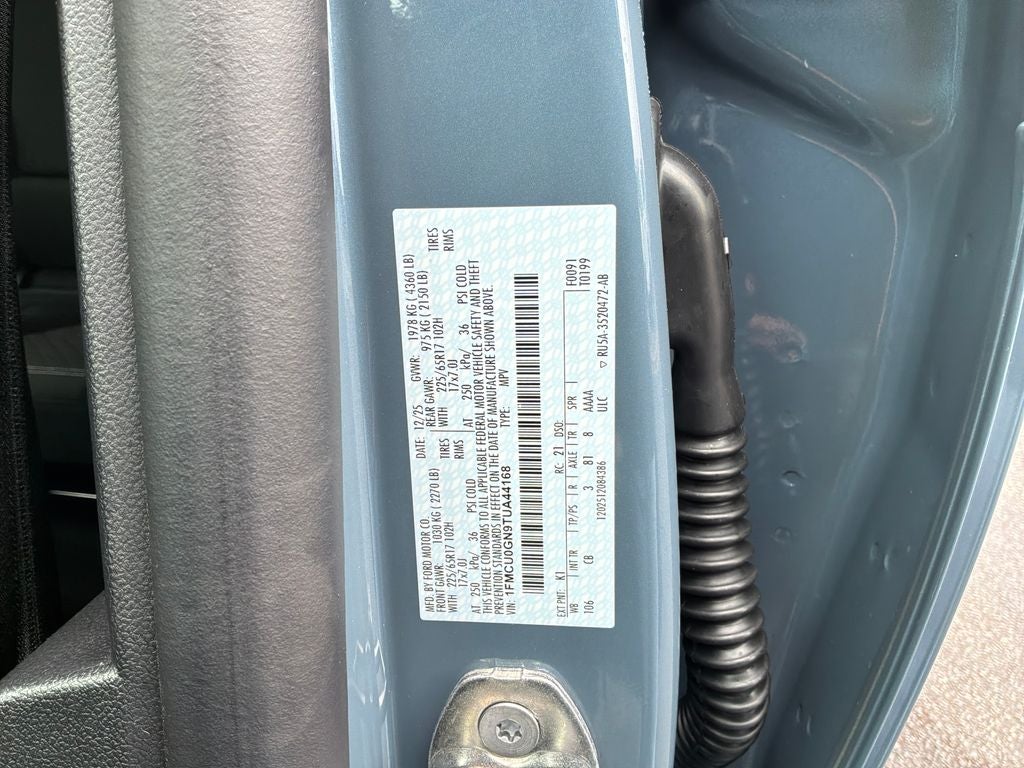 MFD. BY FORD MOTOR CO. DATE: 12/25 GVWR: 1978 KG ( 4360 LB)
FRONT GAWR: 1030 KG ( 2270 LB) REAR GAWR: 975 KG ( 2150 LB)
WITH 225/65R17 102H TIRES WITH 225/65R17 102H TIRES
17x7.0J RIMS 17x7.0J RIMS
AT 250 kPa/ 36 PSI COLD AT 250 kPa/ 36 PSI COLD
THIS VEHICLE CONFORMS TO ALL APPLICABLE FEDERAL MOTOR VEHICLE SAFETY AND THEFT
PREVENTION STANDARDS IN EFFECT ON THE DATE OF MANUFACTURE SHOWN ABOVE.
VIN: 1FMCU0GN9TUA44168 TYPE: MPV
EXT PNT: K1 RC: 21 DSO: F0091
WB INT TR TP/PS R AXLE TR SPR T0199
106 CB 3 81 8 AAAA
1202512084386 ULC ▽ RU5A-3S20472-AB